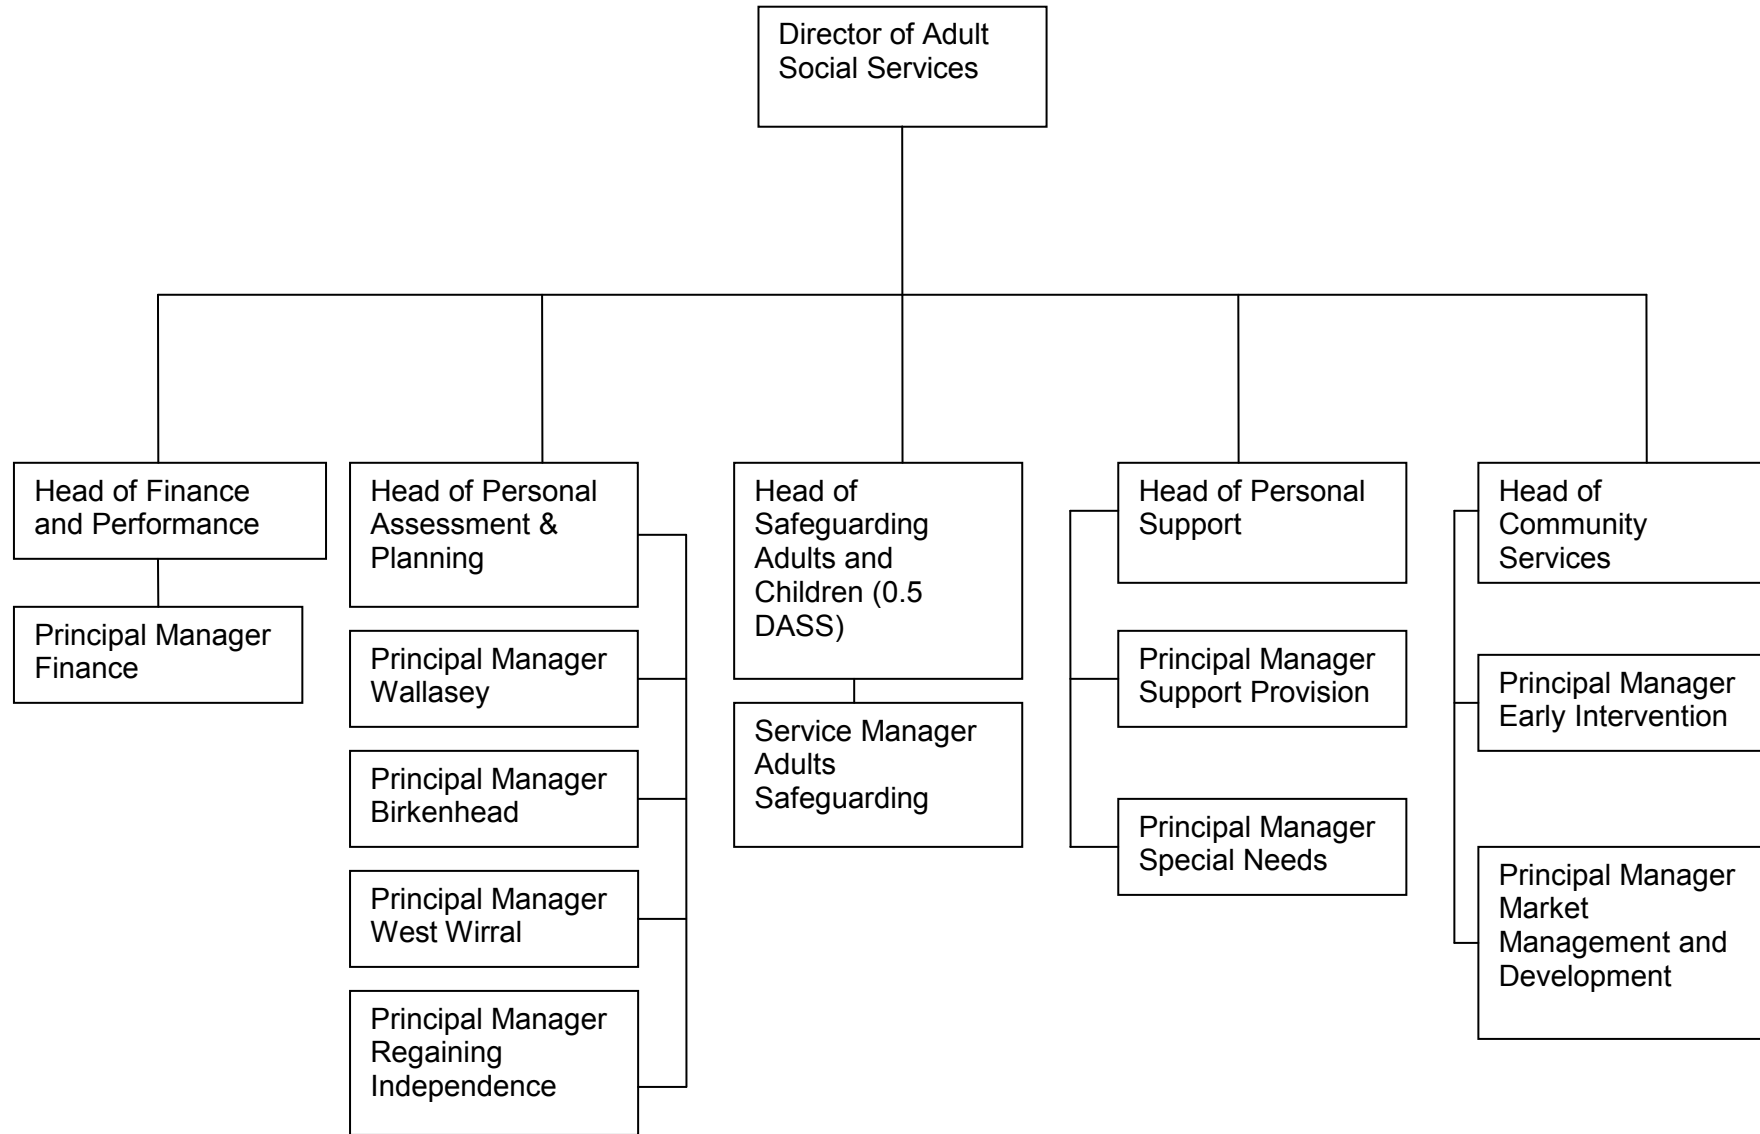 Director of Adult
Social Services
Head of Finance
and Performance
Principal Manager
Finance
Head of Personal
Assessment &
Planning
Principal Manager
Wallasey
Principal Manager
Birkenhead
Principal Manager
West Wirral
Principal Manager
Regaining
Independence
Head of
Safeguarding
Adults and
Children (0.5
DASS)
Service Manager
Adults
Safeguarding
Head of Personal
Support
Principal Manager
Support Provision
Principal Manager
Special Needs
Head of
Community
Services
Principal Manager
Early Intervention
Principal Manager
Market
Management and
Development